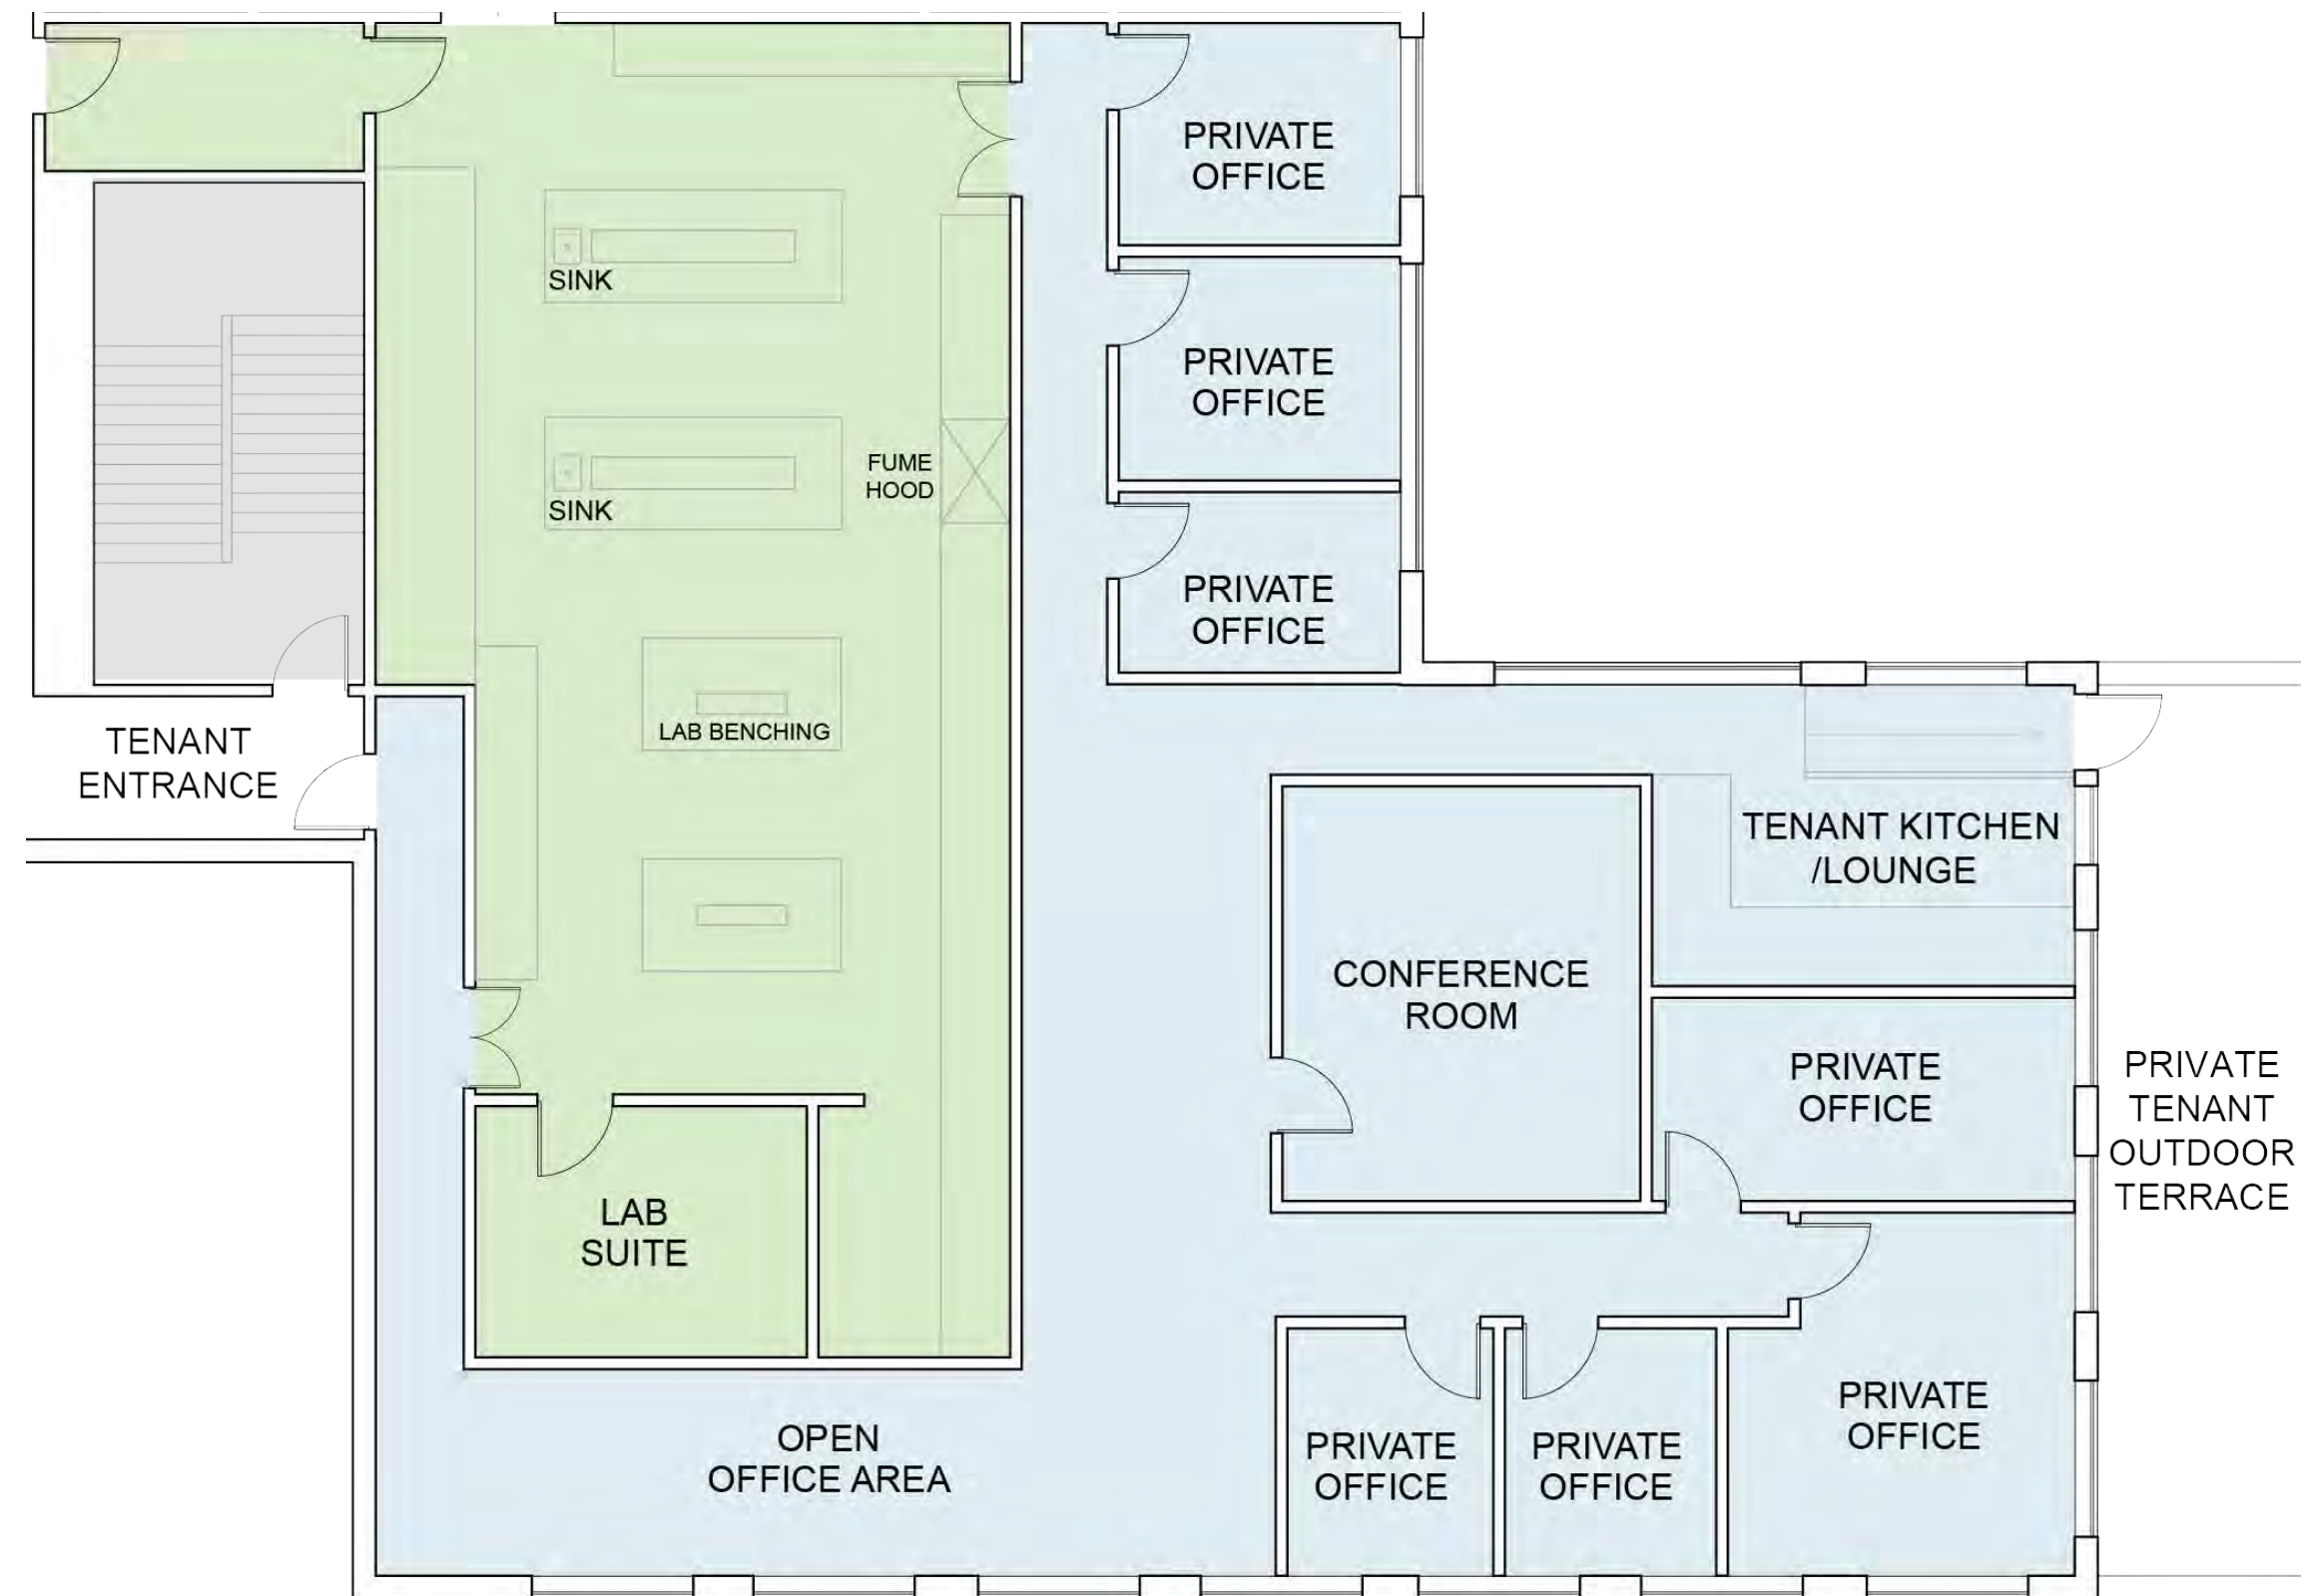 PRIVATE
OFFICE
SINK
PRIVATE
OFFICE
FUME
HOOD
SINK
PRIVATE
OFFICE
LAB BENCHING
TENANT
ENTRANCE
TENANT KITCHEN
/LOUNGE
CONFERENCE
ROOM
PRIVATE
OFFICE
PRIVATE
TENANT
OUTDOOR
TERRACE
LAB
SUITE
PRIVATE
OFFICE
OPEN
OFFICE AREA
PRIVATE
OFFICE
PRIVATE
OFFICE